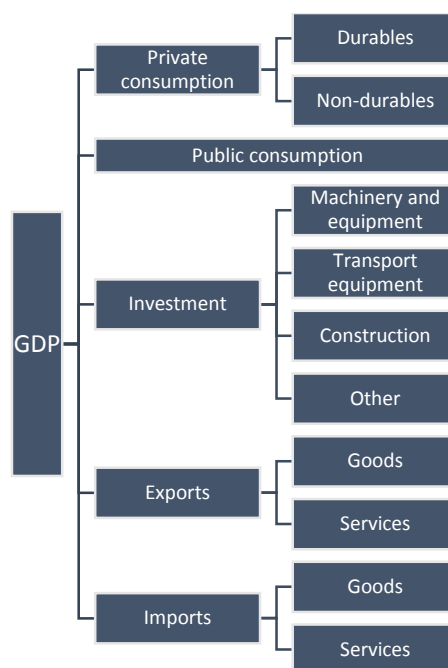 GDP
Private
consumption
Durables
Non-durables
Public consumption
Investment
Machinery and
equipment
Transport
equipment
Construction
Other
Exports
Goods
Services
Imports
Goods
Services